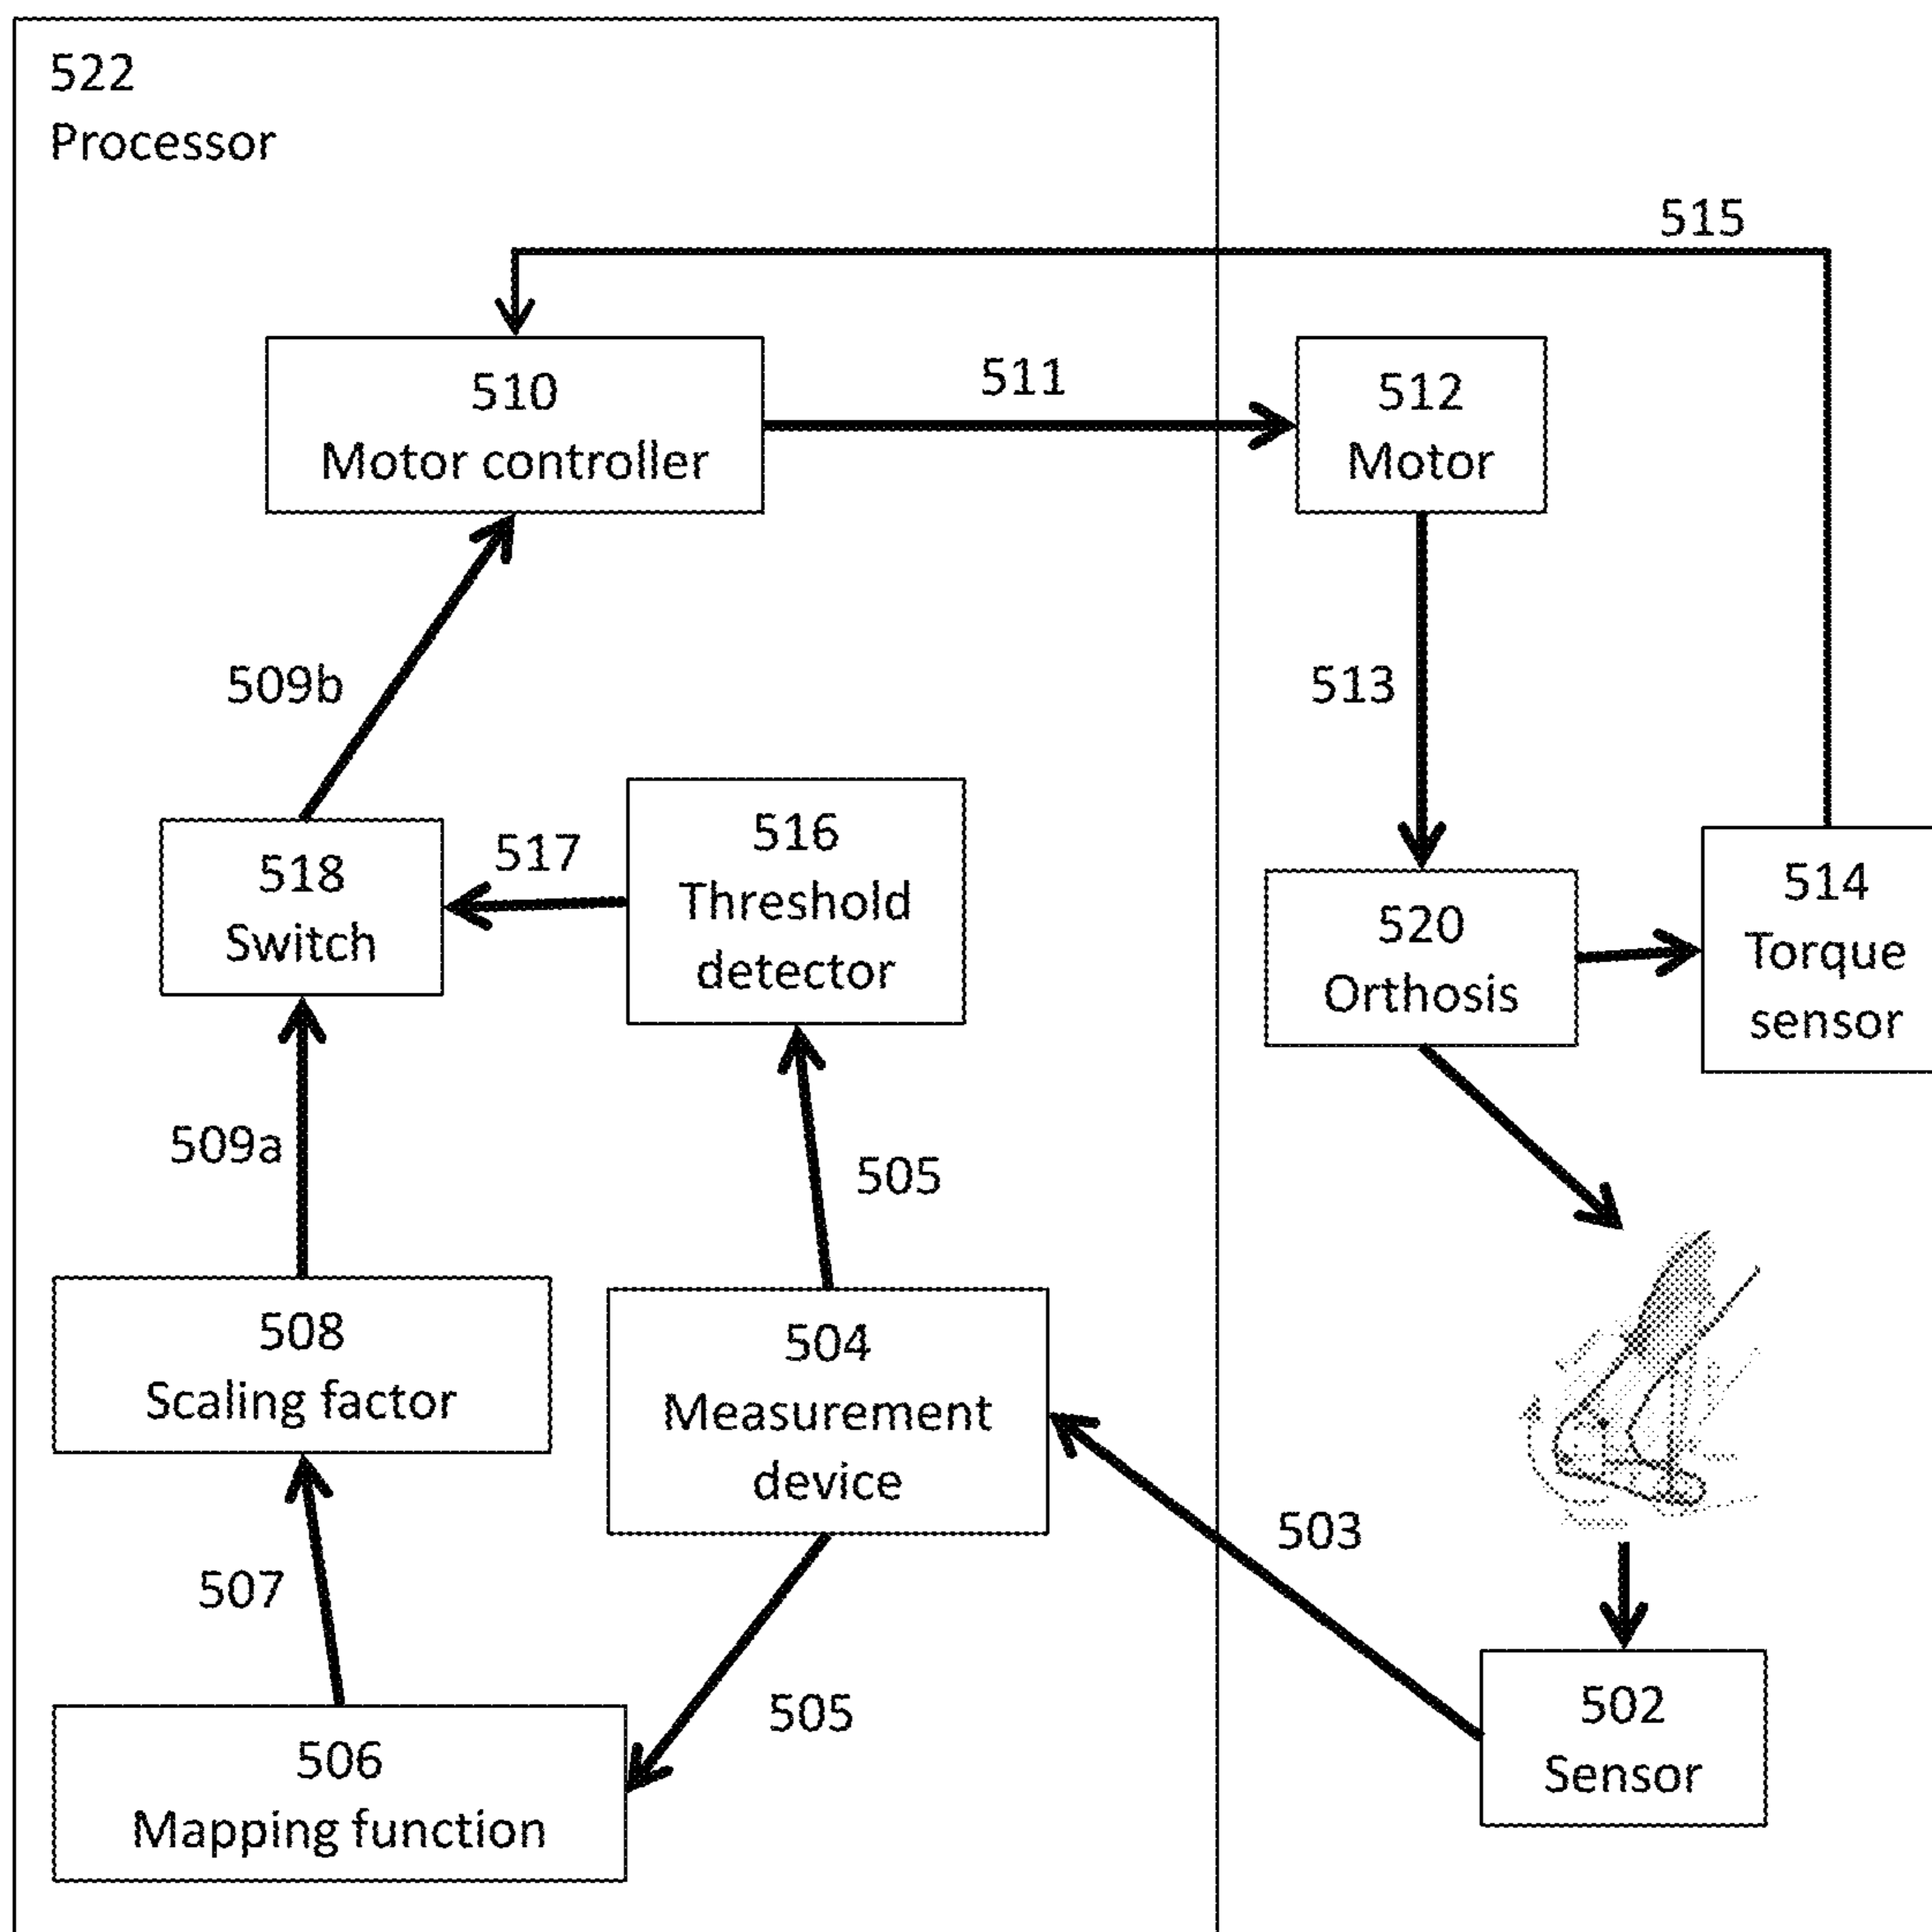 522
Processor
515
510
Motor controller
511
512
Motor
509b
513
518
Switch
517
516
Threshold
detector
520
Orthosis
514
Torque
sensor
509a
505
508
Scaling factor
504
Measurement
device
503
507
505
506
Mapping function
502
Sensor